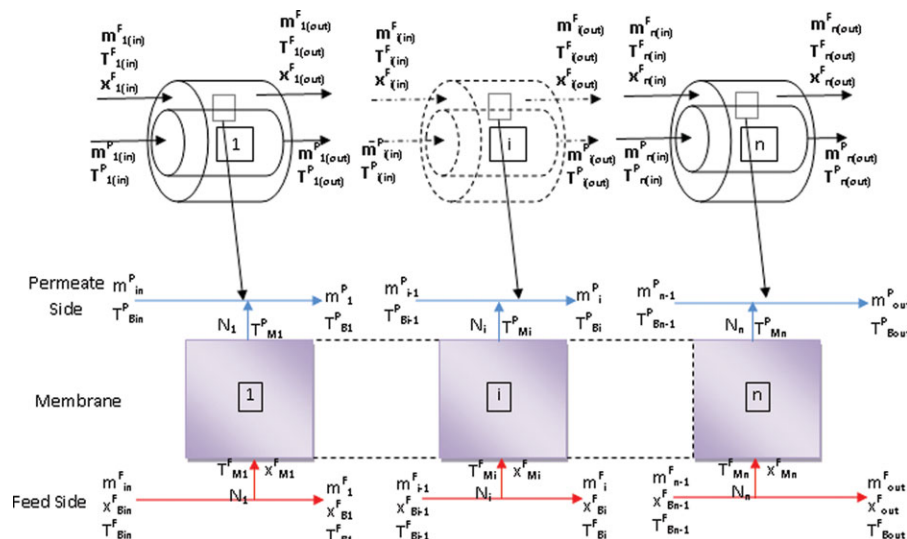 m^F_1(in)
T^F_1(in)
x^F_1(in)
m^F_1(out)
T^F_1(out)
x^F_1(out)
m^P_1(in)
T^P_1(in)
1
m^P_1(out)
T^P_1(out)
m^F_i(in)
T^F_i(in)
x^F_i(in)
m^F_i(out)
T^F_i(out)
x^F_i(out)
m^P_i(in)
T^P_i(in)
i
m^P_i(out)
T^P_i(out)
m^F_n(in)
T^F_n(in)
x^F_n(in)
m^F_n(out)
T^F_n(out)
x^F_n(out)
m^P_n(in)
T^P_n(in)
n
m^P_n(out)
T^P_n(out)
Permeate
Side
m^P_in
T^P_Bin
N_1
T^P_M1
m^P_1
T^P_B1
m^P_i-1
T^P_Bi-1
N_i
T^P_Mi
m^P_i
T^P_Bi
m^P_n-1
T^P_Bn-1
N_n
T^P_Mn
m^P_out
T^P_Bout
Membrane
1
i
n
Feed Side
m^F_in
x^F_Bin
T^F_Bin
N_1
T^F_M1
x^F_M1
m^F_1
x^F_B1
T^F_B1
m^F_i-1
x^F_Bi-1
T^F_Bi-1
N_i
T^F_Mi
x^F_Mi
m^F_i
x^F_Bi
T^F_Bi
m^F_n-1
x^F_Bn-1
T^F_Bn-1
N_n
T^F_Mn
x^F_Mn
m^F_out
x^F_out
T^F_Bout